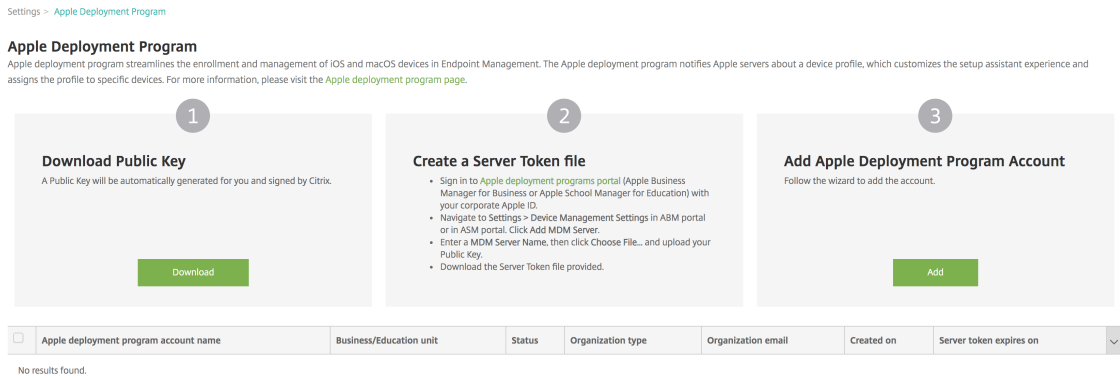 Settings > Apple Deployment Program
Apple Deployment Program
Apple deployment program streamlines the enrollment and management of iOS and macOS devices in Endpoint Management. The Apple deployment program notifies Apple servers about a device profile, which customizes the setup assistant experience and
assigns the profile to specific devices. For more information, please visit the Apple deployment program page.
1
Download Public Key
A Public Key will be automatically generated for you and signed by Citrix.
Download
2
Create a Server Token file
• Sign in to Apple deployment programs portal (Apple Business
Manager for Business or Apple School Manager for Education) with
your corporate Apple ID.
• Navigate to Settings > Device Management Settings in ABM portal
or in ASM portal. Click Add MDM Server.
• Enter a MDM Server Name, then click Choose File... and upload your
Public Key.
• Download the Server Token file provided.
3
Add Apple Deployment Program Account
Follow the wizard to add the account.
Add
Apple deployment program account name Business/Education unit Status Organization type Organization email Created on Server token expires on
No results found.